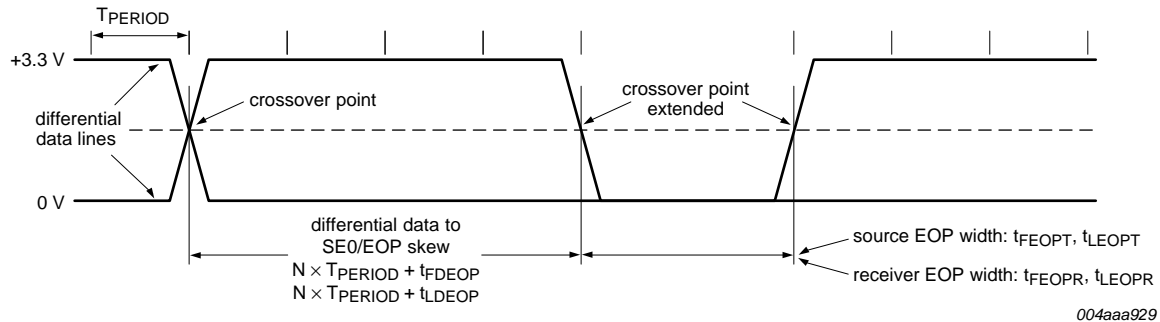 TPERIOD
+3.3 V
crossover point
crossover point
extended
differential
data lines
0 V
differential data to
SE0/EOP skew
N × TPERIOD + tFDEOP
N × TPERIOD + tLDEOP
source EOP width: tFEOPT, tLEOPT
receiver EOP width: tFEOPR, tLEOPR
004aaa929